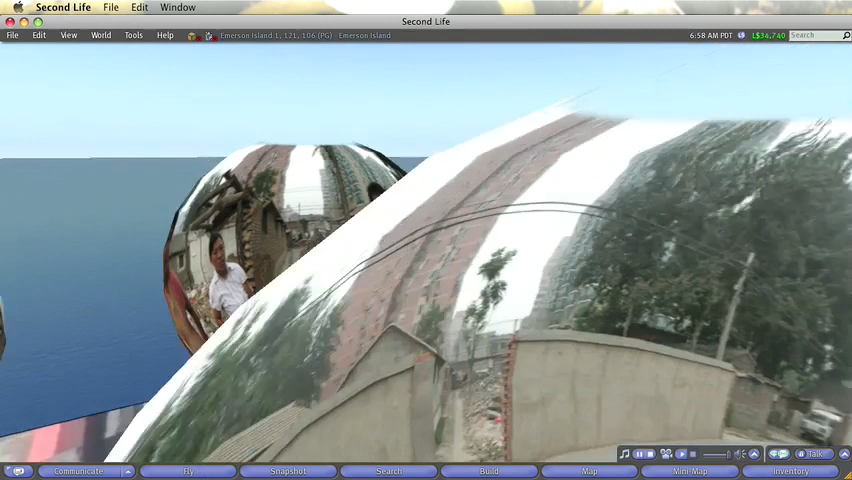 Second Life File Edit Window
Second Life
File Edit View World Tools Help Emerson Island 1, 121, 106 (PG) - Emerson Island 6:58 AM PDT L$34,740 Search
Talk
Communicate Fly Snapshot Search Build Map Mini-Map Inventory